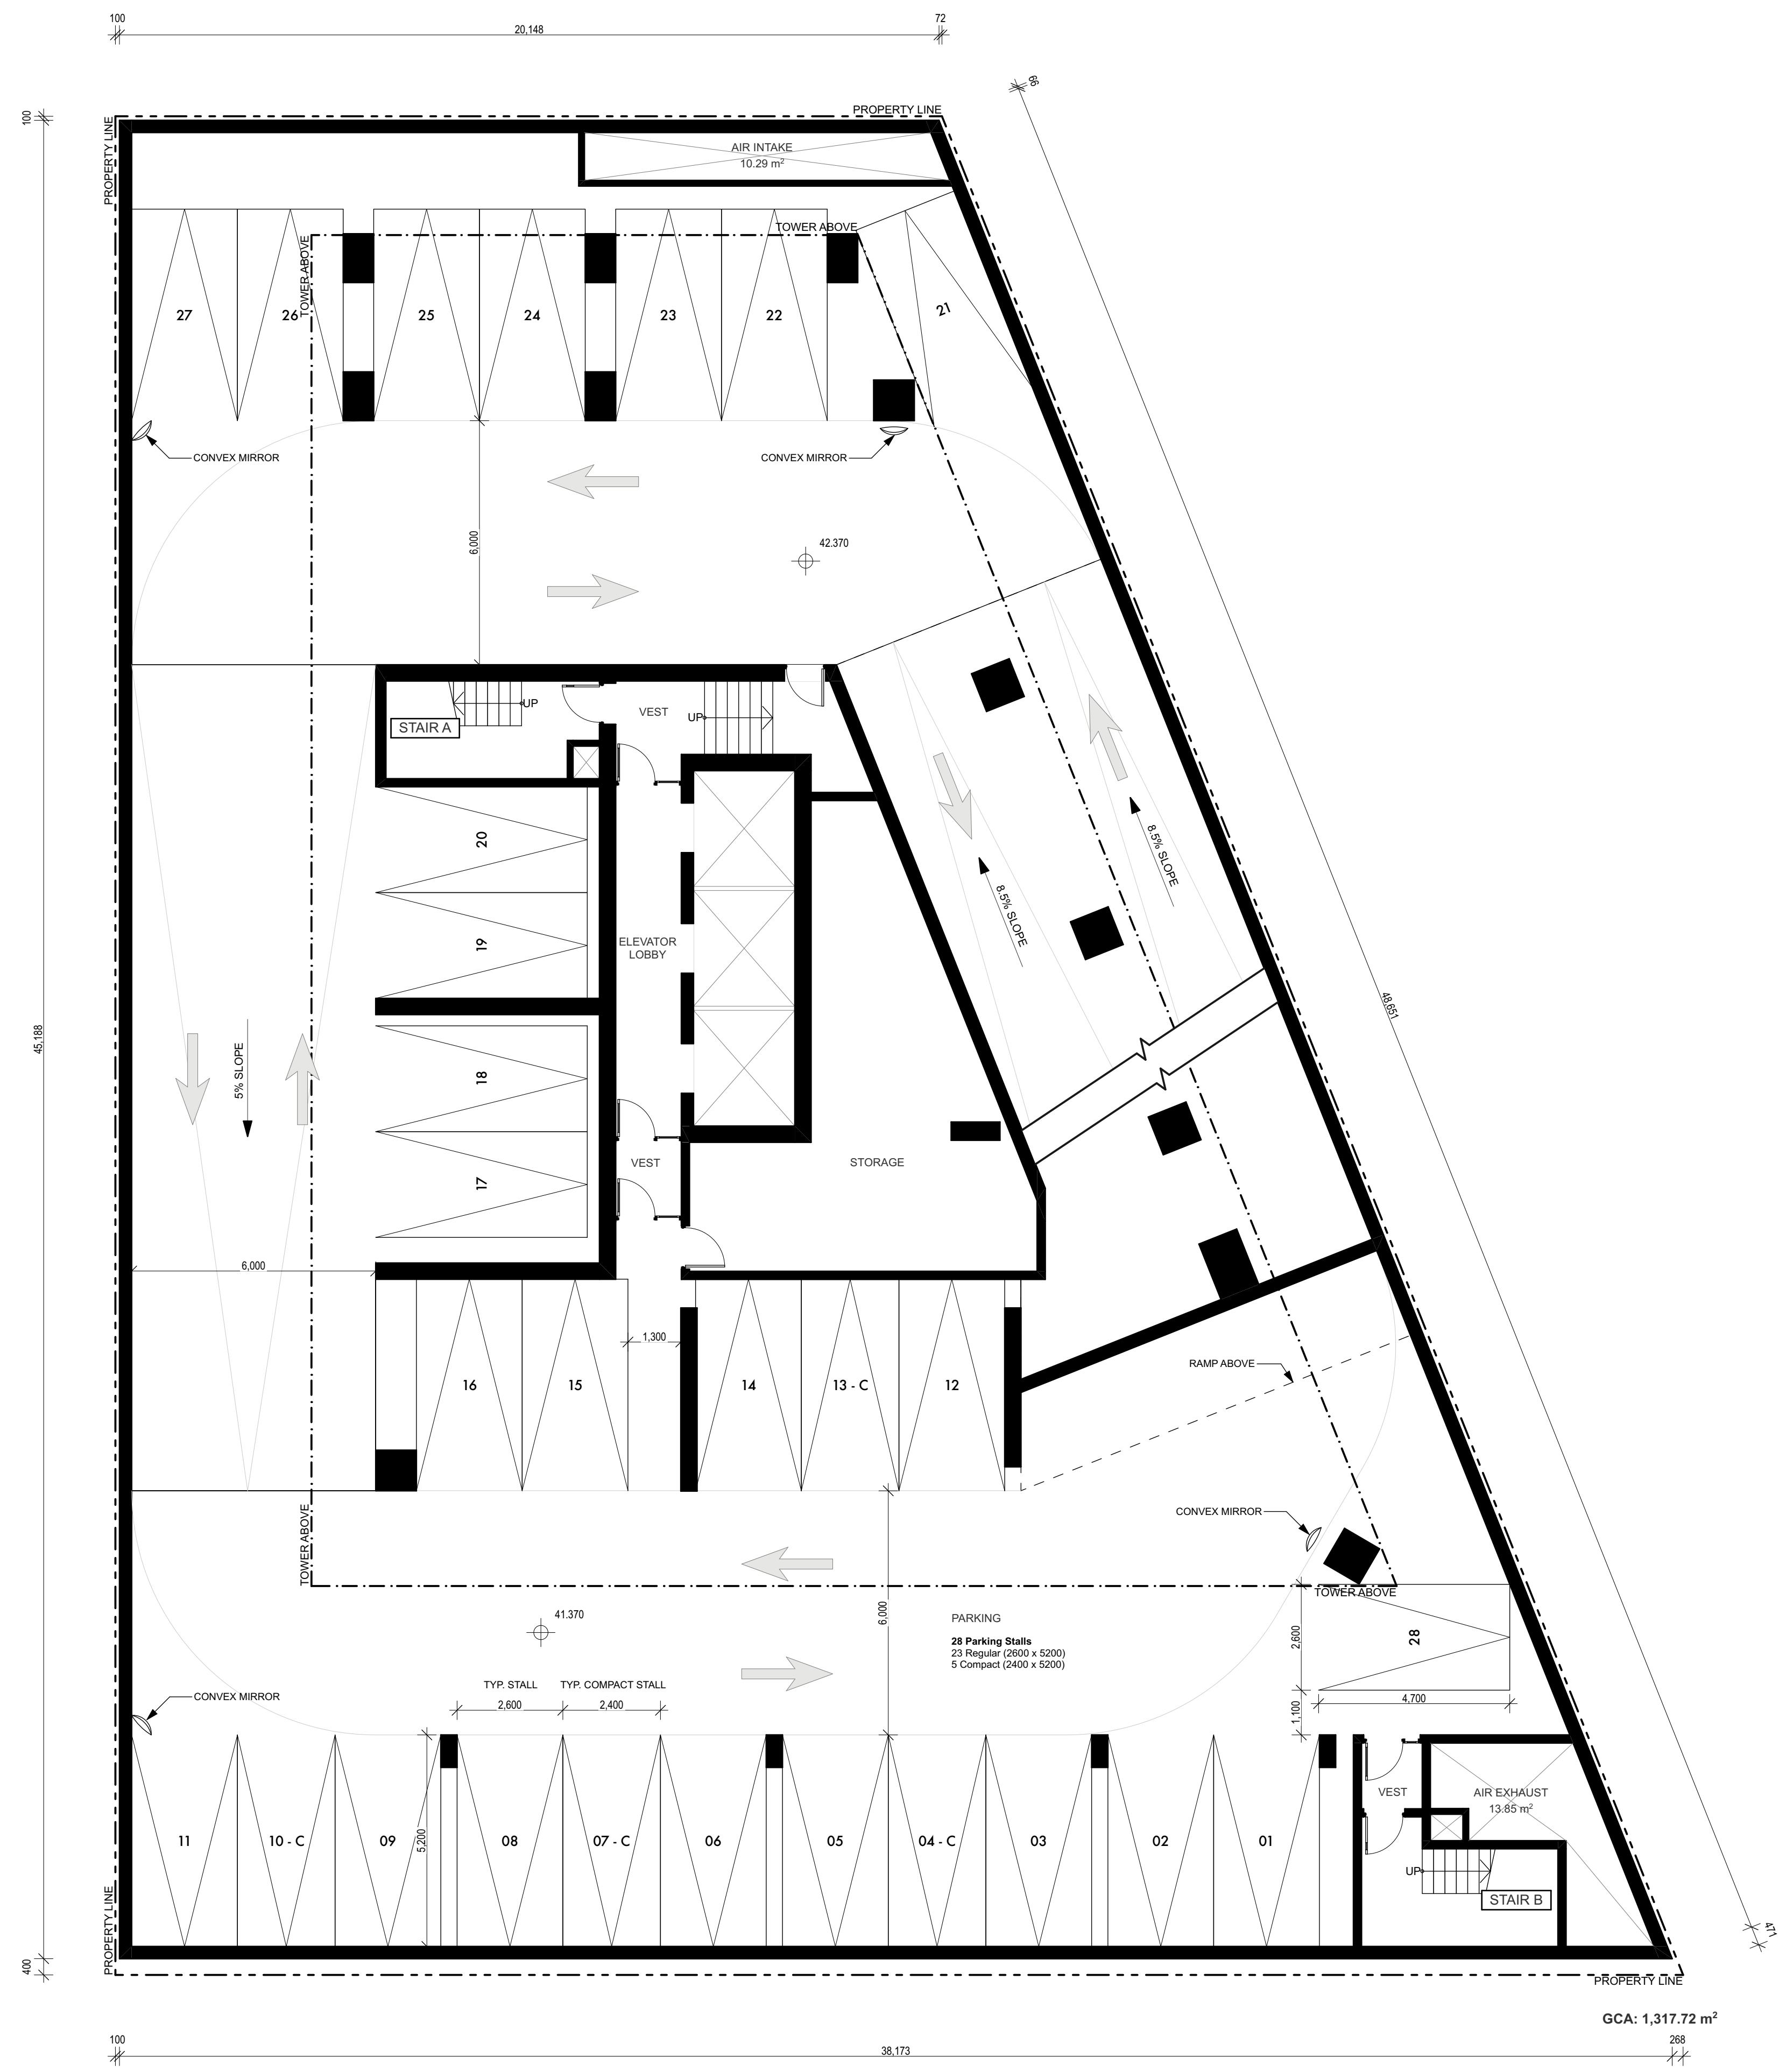 100
20,148
72
66
100
PROPERTY LINE
PROPERTY LINE
AIR INTAKE
10.29 m²
TOWER ABOVE
TOWER ABOVE
27
26
25
24
23
22
21
CONVEX MIRROR
CONVEX MIRROR
6,000
42.370
UP
VEST
UP
STAIR A
20
8.5% SLOPE
8.5% SLOPE
19
ELEVATOR
LOBBY
48,651
45,188
5% SLOPE
18
VEST
STORAGE
17
6,000
1,300
RAMP ABOVE
16
15
14
13 - C
12
CONVEX MIRROR
TOWER ABOVE
TOWER ABOVE
41.370
6,000
PARKING
28 Parking Stalls
23 Regular (2600 x 5200)
5 Compact (2400 x 5200)
2,600
28
CONVEX MIRROR
TYP. STALL
TYP. COMPACT STALL
2,600
2,400
4,700
1,100
VEST
AIR EXHAUST
13.85 m²
11
10 - C
09
5,200
08
07 - C
06
05
04 - C
03
02
01
UP
STAIR B
471
PROPERTY LINE
400
PROPERTY LINE
GCA: 1,317.72 m²
100
38,173
268